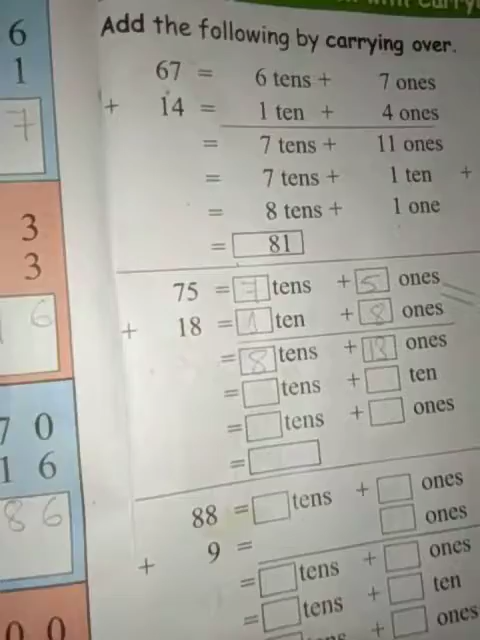 6
1
7
3
3
6
7 0
1 6
8 6
0 0
Add the following by carrying over.
67 = 6 tens + 7 ones
+ 14 = 1 ten + 4 ones
= 7 tens + 11 ones
= 7 tens + 1 ten +
= 8 tens + 1 one
= 81
75 = 7 tens + 5 ones
+ 18 = 1 ten + 8 ones
= 8 tens + 13 ones
= tens + ten
= tens + ones
=
88 = tens + ones
+ 9 = ones
= tens + ones
= tens + ten
+ ones